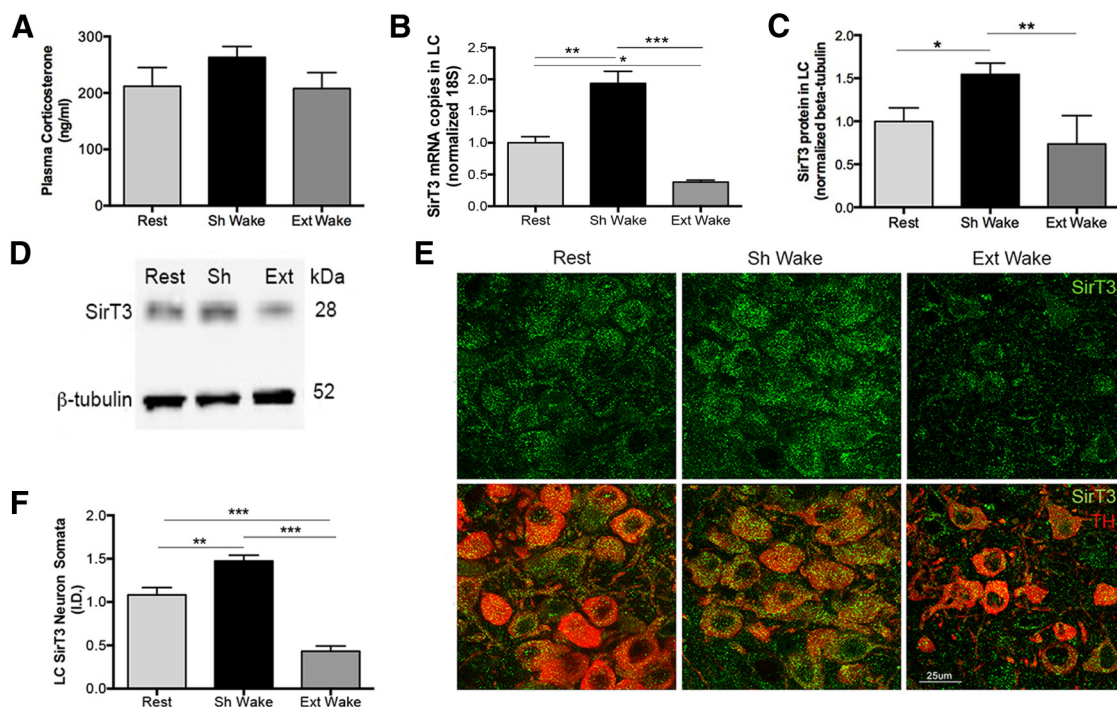 A
Plasma Corticosterone
(ng/ml)
300
200
100
0
Rest
Sh Wake
Ext Wake
B
SirT3 mRNA copies in LC
(normalized 18S)
2.5
2.0
1.5
1.0
0.5
0.0
**
***
*
Rest
Sh Wake
Ext Wake
C
SirT3 protein in LC
(normalized beta-tubulin)
2.0
1.5
1.0
0.5
0.0
*
**
Rest
Sh Wake
Ext Wake
D
Rest Sh Ext kDa
SirT3 28
β-tubulin 52
E
Rest
Sh Wake
Ext Wake
SirT3
SirT3
TH
25um
F
LC SirT3 Neuron Somata
(I.D.)
2.0
1.5
1.0
0.5
0.0
***
**
***
Rest
Sh Wake
Ext Wake